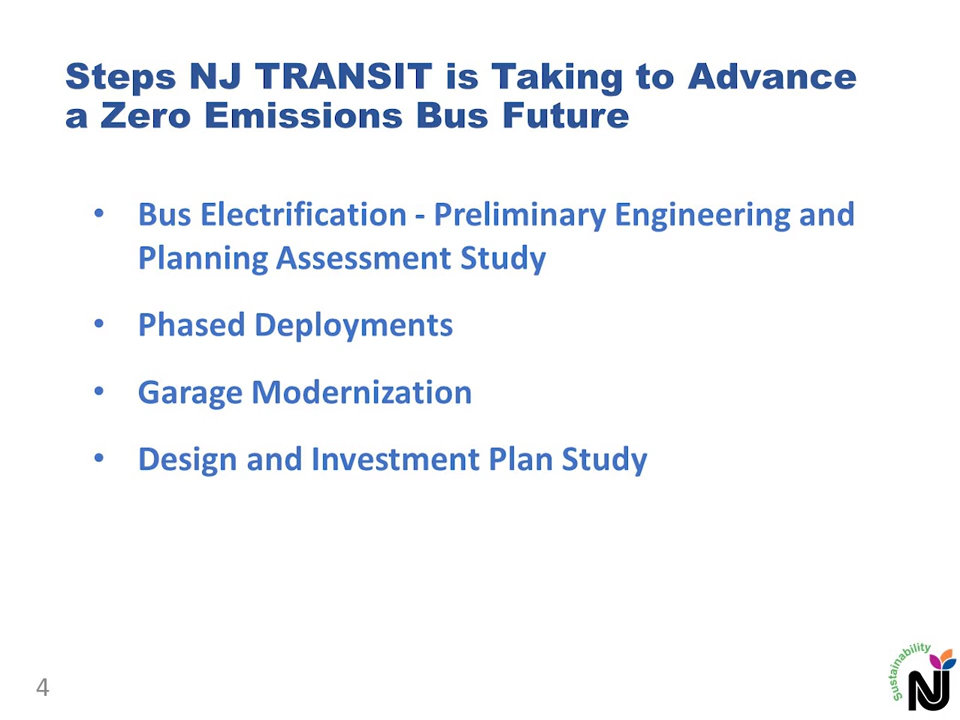 Steps NJ TRANSIT is Taking to Advance
a Zero Emissions Bus Future
• Bus Electrification - Preliminary Engineering and
Planning Assessment Study
• Phased Deployments
• Garage Modernization
• Design and Investment Plan Study
4
Sustainability
NJ